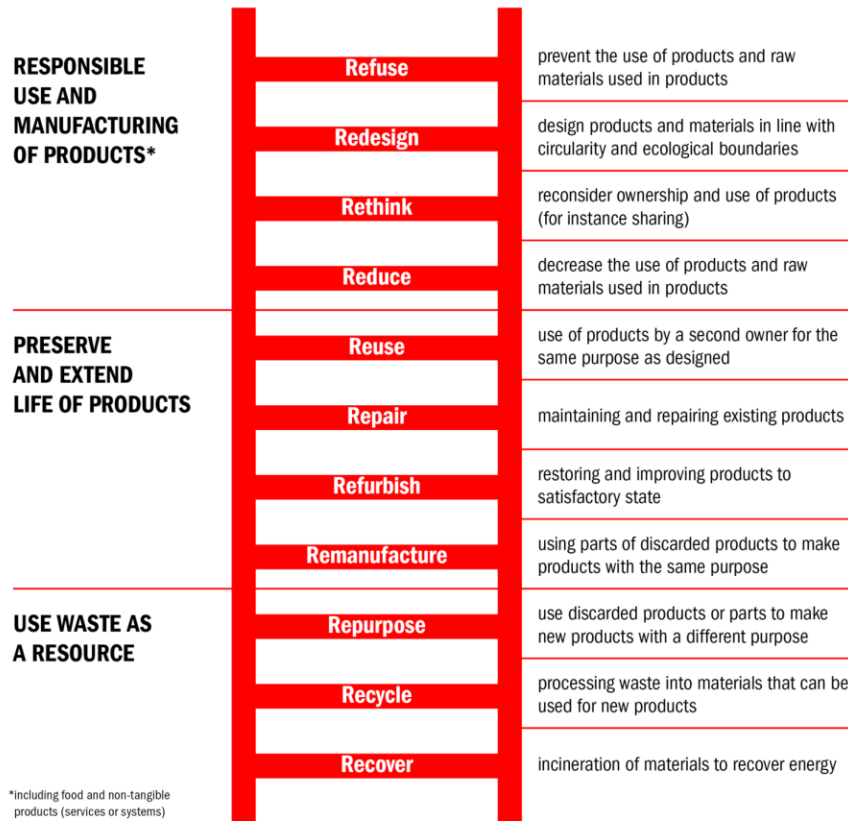 RESPONSIBLE
USE AND
MANUFACTURING
OF PRODUCTS*
Refuse
prevent the use of products and raw
materials used in products
Redesign
design products and materials in line with
circularity and ecological boundaries
Rethink
reconsider ownership and use of products
(for instance sharing)
Reduce
decrease the use of products and raw
materials used in products
PRESERVE
AND EXTEND
LIFE OF PRODUCTS
Reuse
use of products by a second owner for the
same purpose as designed
Repair
maintaining and repairing existing products
Refurbish
restoring and improving products to
satisfactory state
Remanufacture
using parts of discarded products to make
products with the same purpose
USE WASTE AS
A RESOURCE
Repurpose
use discarded products or parts to make
new products with a different purpose
Recycle
processing waste into materials that can be
used for new products
Recover
incineration of materials to recover energy
*including food and non-tangible
products (services or systems)